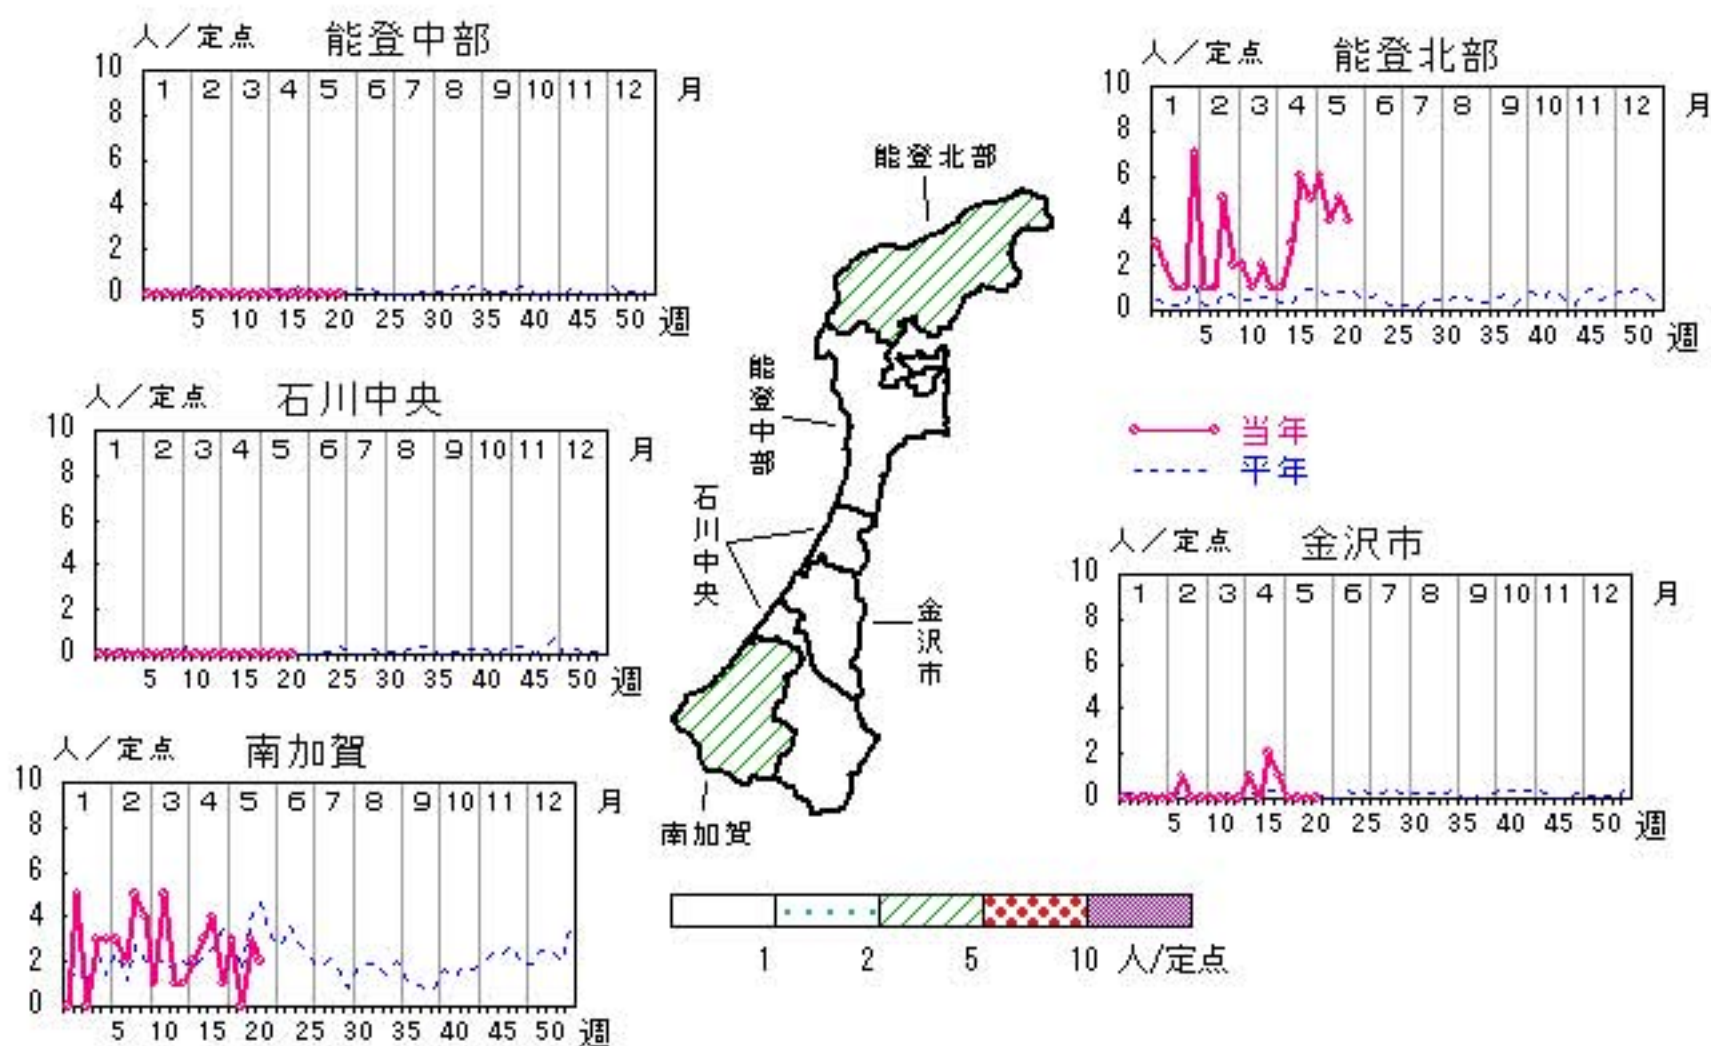 人／定点 能登中部
10 8 6 4 2 0
1 2 3 4 5 6 7 8 9 10 11 12 月
5 10 15 20 25 30 35 40 45 50 週
人／定点 能登北部
10 8 6 4 2 0
1 2 3 4 5 6 7 8 9 10 11 12 月
5 10 15 20 25 30 35 40 45 50 週
人／定点 石川中央
10 8 6 4 2 0
1 2 3 4 5 6 7 8 9 10 11 12 月
5 10 15 20 25 30 35 40 45 50 週
当年
平年
人／定点 金沢市
10 8 6 4 2 0
1 2 3 4 5 6 7 8 9 10 11 12 月
5 10 15 20 25 30 35 40 45 50 週
人／定点 南加賀
10 8 6 4 2 0
1 2 3 4 5 6 7 8 9 10 11 12 月
5 10 15 20 25 30 35 40 45 50 週
能登北部
能登中部
石川中央
金沢市
南加賀
1 2 5 10 人/定点